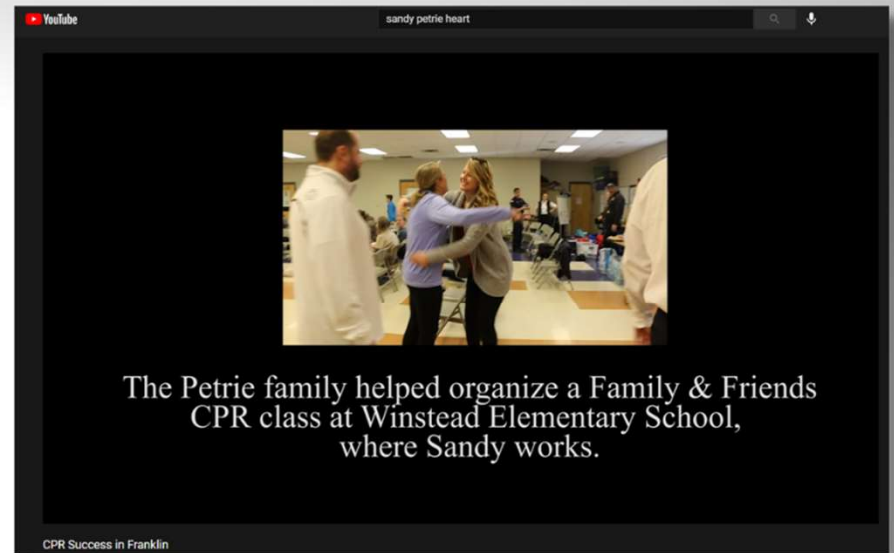 YouTube
sandy petrie heart
The Petrie family helped organize a Family & Friends
CPR class at Winstead Elementary School,
where Sandy works.
CPR Success in Franklin